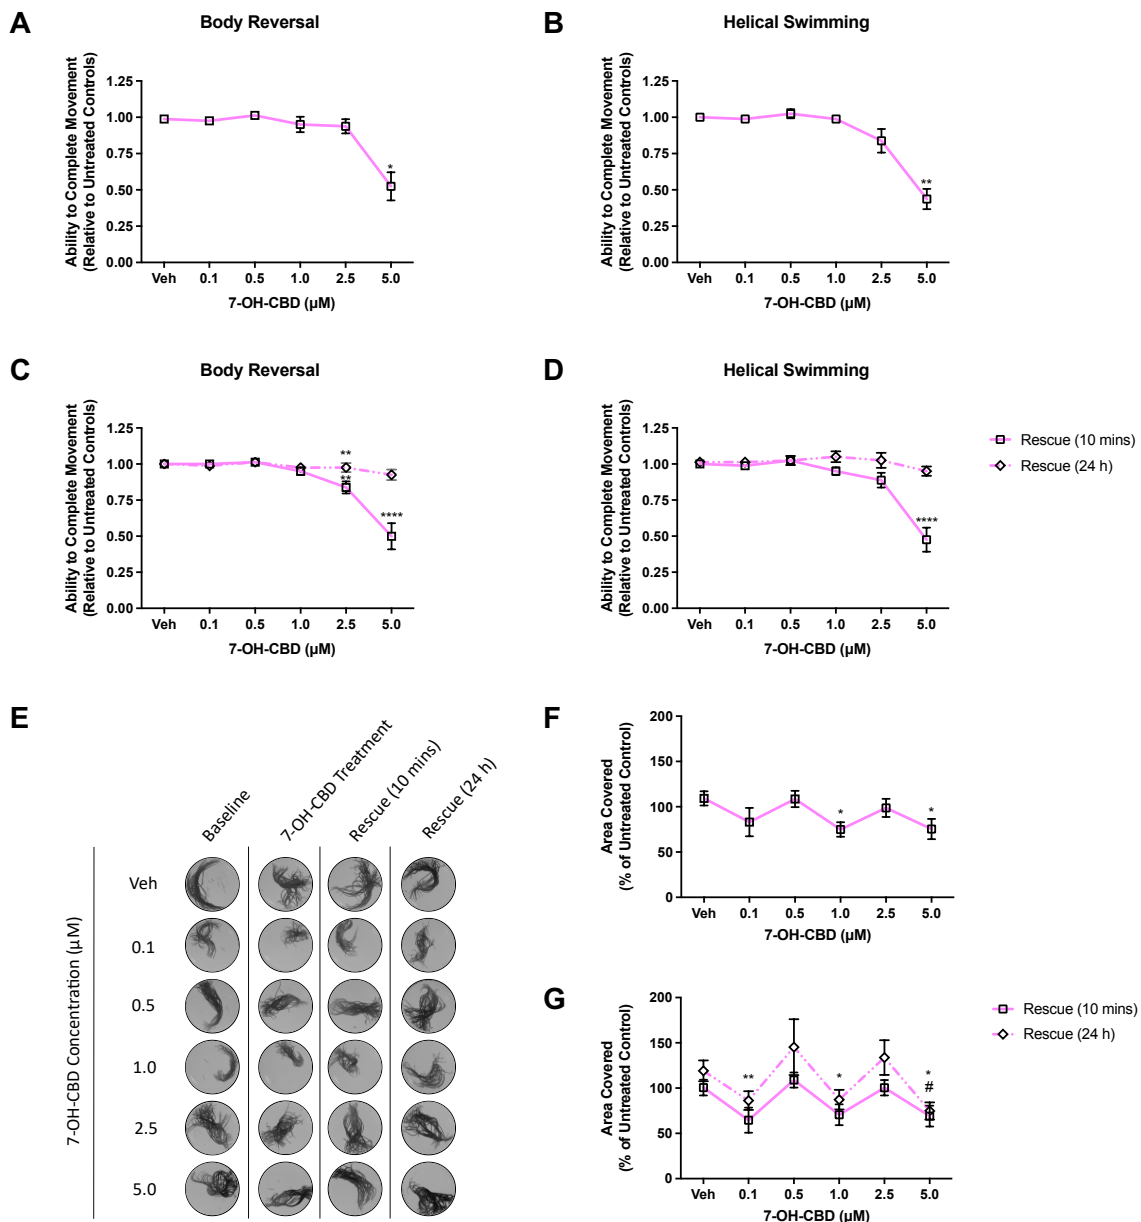 A
Body Reversal
Ability to Complete Movement
(Relative to Untreated Controls)
1.25
1.00
0.75
0.50
0.25
0.00
*
Veh 0.1 0.5 1.0 2.5 5.0
7-OH-CBD (µM)
B
Helical Swimming
Ability to Complete Movement
(Relative to Untreated Controls)
1.25
1.00
0.75
0.50
0.25
0.00
**
Veh 0.1 0.5 1.0 2.5 5.0
7-OH-CBD (µM)
C
Body Reversal
Ability to Complete Movement
(Relative to Untreated Controls)
1.25
1.00
0.75
0.50
0.25
0.00
**
**
****
Veh 0.1 0.5 1.0 2.5 5.0
7-OH-CBD (µM)
D
Helical Swimming
Ability to Complete Movement
(Relative to Untreated Controls)
1.25
1.00
0.75
0.50
0.25
0.00
****
Veh 0.1 0.5 1.0 2.5 5.0
7-OH-CBD (µM)
Rescue (10 mins)
Rescue (24 h)
E
Baseline
7-OH-CBD Treatment
Rescue (10 mins)
Rescue (24 h)
7-OH-CBD Concentration (µM)
Veh
0.1
0.5
1.0
2.5
5.0
F
Area Covered
(% of Untreated Control)
200
150
100
50
0
* *
Veh 0.1 0.5 1.0 2.5 5.0
7-OH-CBD (µM)
G
Area Covered
(% of Untreated Control)
200
150
100
50
0
** * *
#
Veh 0.1 0.5 1.0 2.5 5.0
7-OH-CBD (µM)
Rescue (10 mins)
Rescue (24 h)